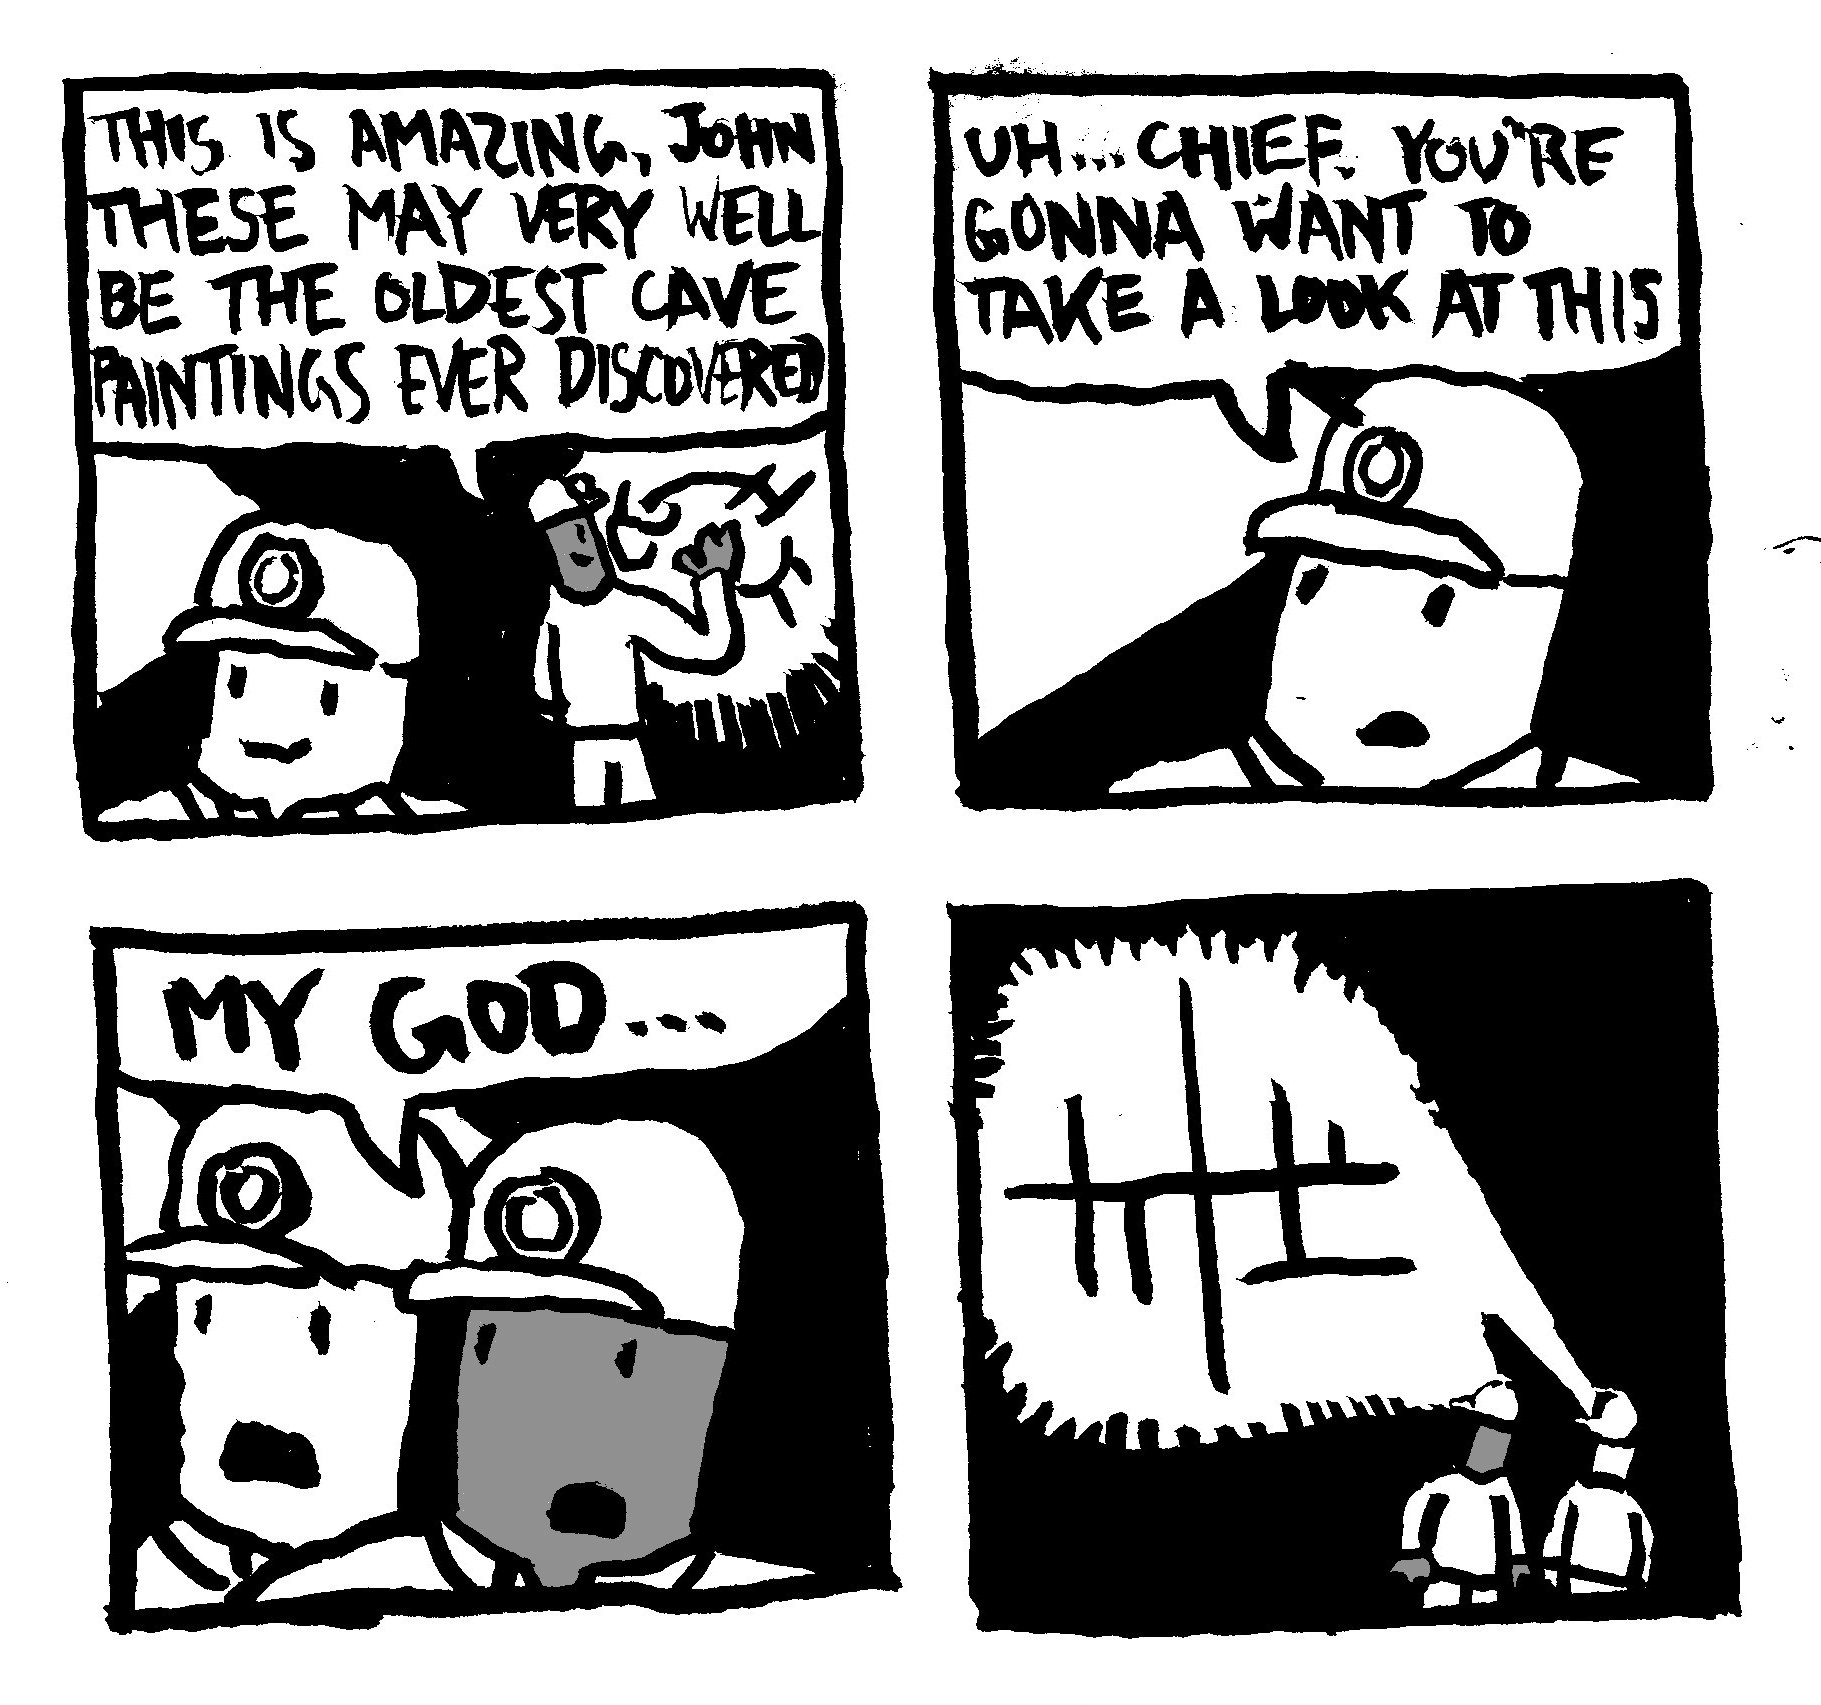 THIS IS AMAZING, JOHN
THESE MAY VERY WELL
BE THE OLDEST CAVE
PAINTINGS EVER DISCOVERED
UH... CHIEF. YOU'RE
GONNA WANT TO
TAKE A LOOK AT THIS
MY GOD...